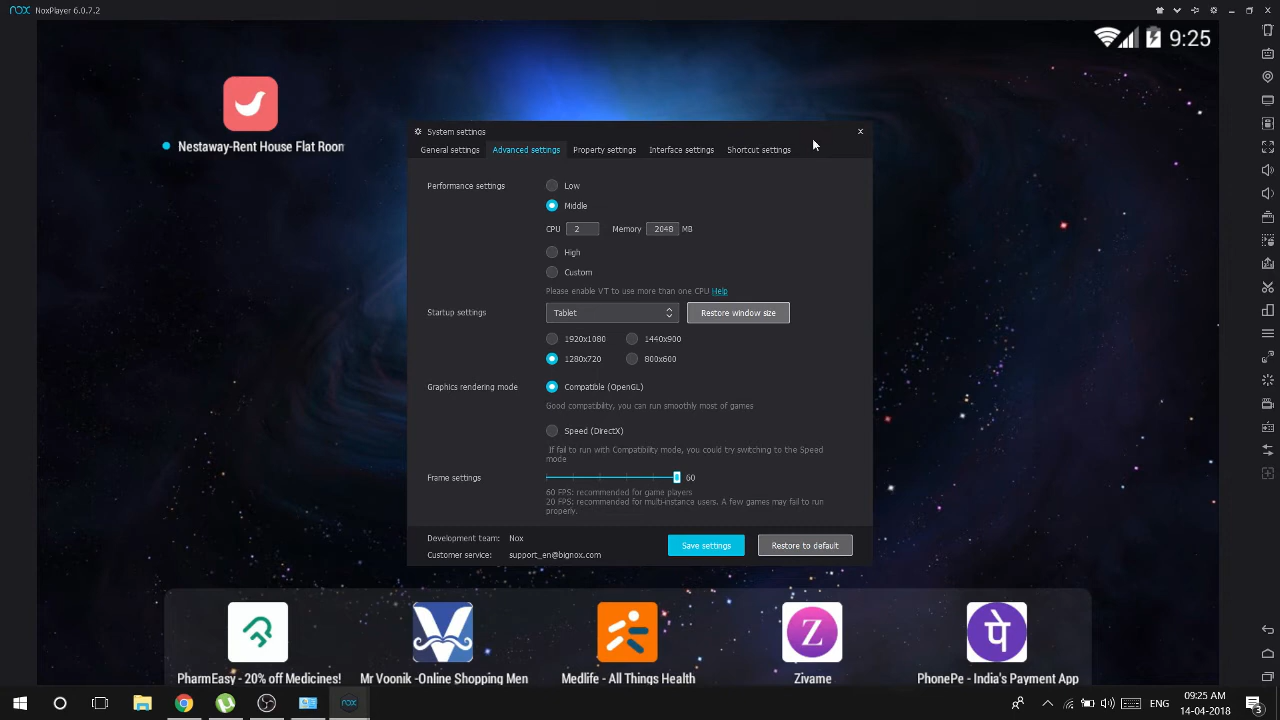 nox NoxPlayer 6.0.7.2
9:25
Nestaway-Rent House Flat Room
System settings
General settings Advanced settings Property settings Interface settings Shortcut settings
Performance settings
Low
Middle
CPU 2 Memory 2048 MB
High
Custom
Please enable VT to use more than one CPU Help
Startup settings Tablet Restore window size
1920x1080 1440x900
1280x720 800x600
Graphics rendering mode Compatible (OpenGL)
Good compatibility, you can run smoothly most of games
Speed (DirectX)
If fail to run with Compatibility mode, you could try switching to the Speed
mode
Frame settings 60
60 FPS: recommended for game players
20 FPS: recommended for multi-instance users. A few games may fail to run
properly.
Development team: Nox
Customer service: support_en@bignox.com
Save settings Restore to default
Z
पे
PharmEasy - 20% off Medicines! Mr Voonik -Online Shopping Men Medlife - All Things Health Zivame PhonePe - India's Payment App
nox
ENG
09:25 AM
14-04-2018
3